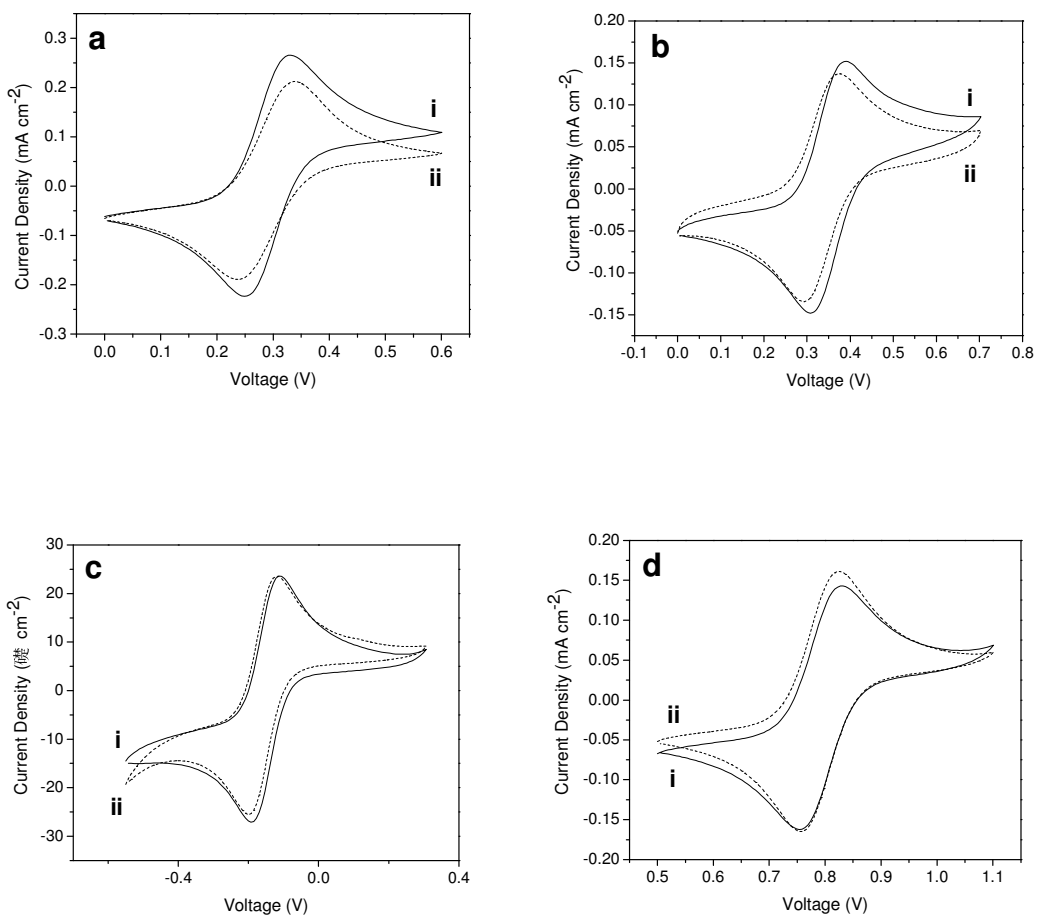 a
0.3
0.2
0.1
0.0
-0.1
-0.2
-0.3
0.0 0.1 0.2 0.3 0.4 0.5 0.6
Current Density (mA cm-2)
Voltage (V)
i
ii
b
0.20
0.15
0.10
0.05
0.00
-0.05
-0.10
-0.15
-0.1 0.0 0.1 0.2 0.3 0.4 0.5 0.6 0.7 0.8
Current Density (mA cm-2)
Voltage (V)
i
ii
c
30
20
10
0
-10
-20
-30
-0.4 0.0 0.4
Current Density (礎 cm-2)
Voltage (V)
i
ii
d
0.20
0.15
0.10
0.05
0.00
-0.05
-0.10
-0.15
-0.20
0.5 0.6 0.7 0.8 0.9 1.0 1.1
Current Density (mA cm-2)
Voltage (V)
ii
i